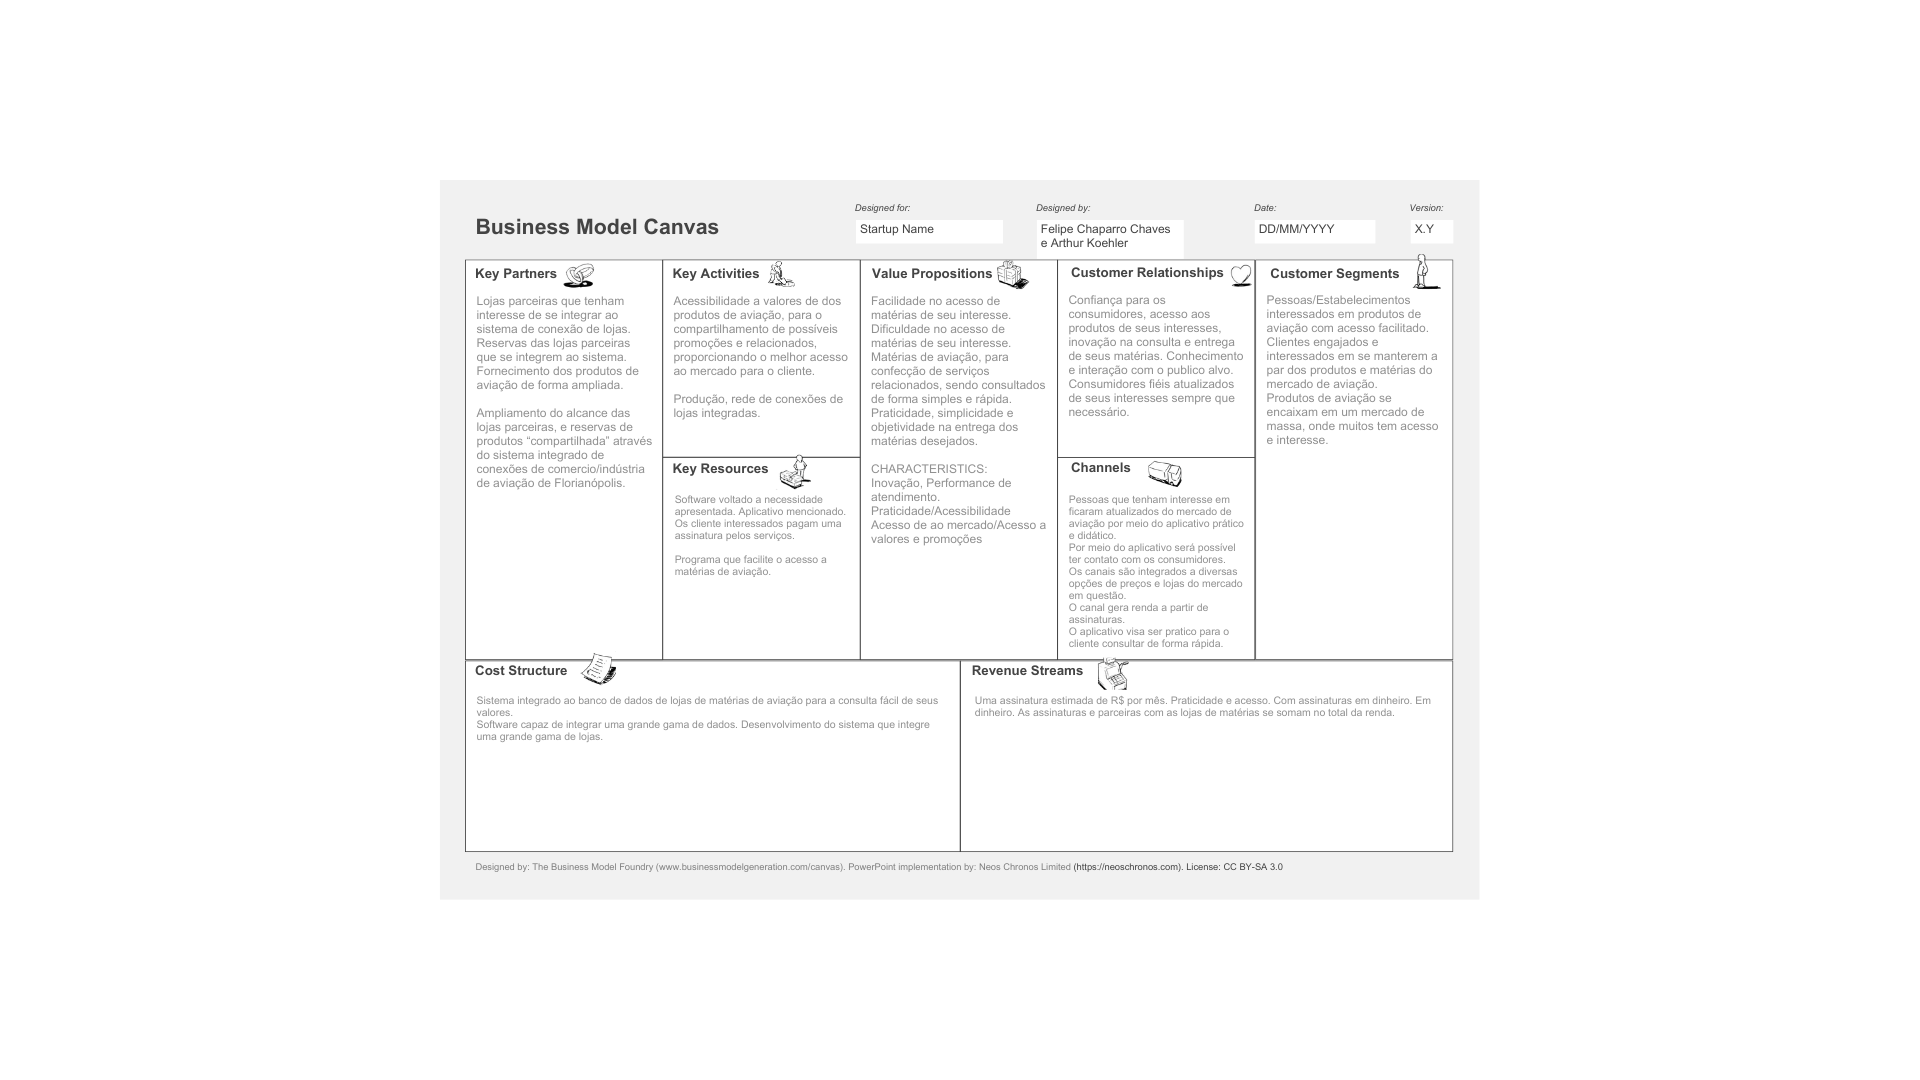 Business Model Canvas
Designed for:
Startup Name
Designed by:
Felipe Chaparro Chaves
e Arthur Koehler
Date:
DD/MM/YYYY
Version:
X.Y
Key Partners
Lojas parceiras que tenham
interesse de se integrar ao
sistema de conexão de lojas.
Reservas das lojas parceiras
que se integrem ao sistema.
Fornecimento dos produtos de
aviação de forma ampliada.
Ampliamento do alcance das
lojas parceiras, e reservas de
produtos “compartilhada” através
do sistema integrado de
conexões de comercio/indústria
de aviação de Florianópolis.
Key Activities
Acessibilidade a valores de dos
produtos de aviação, para o
compartilhamento de possíveis
promoções e relacionados,
proporcionando o melhor acesso
ao mercado para o cliente.
Produção, rede de conexões de
lojas integradas.
Key Resources
Software voltado a necessidade
apresentada. Aplicativo mencionado.
Os cliente interessados pagam uma
assinatura pelos serviços.
Programa que facilite o acesso a
matérias de aviação.
Value Propositions
Facilidade no acesso de
matérias de seu interesse.
Dificuldade no acesso de
matérias de seu interesse.
Matérias de aviação, para
confecção de serviços
relacionados, sendo consultados
de forma simples e rápida.
Praticidade, simplicidade e
objetividade na entrega dos
matérias desejados.
CHARACTERISTICS:
Inovação, Performance de
atendimento.
Praticidade/Acessibilidade
Acesso de ao mercado/Acesso a
valores e promoções
Customer Relationships
Confiança para os
consumidores, acesso aos
produtos de seus interesses,
inovação na consulta e entrega
de seus matérias. Conhecimento
e interação com o publico alvo.
Consumidores fiéis atualizados
de seus interesses sempre que
necessário.
Channels
Pessoas que tenham interesse em
ficaram atualizados do mercado de
aviação por meio do aplicativo prático
e didático.
Por meio do aplicativo será possível
ter contato com os consumidores.
Os canais são integrados a diversas
opções de preços e lojas do mercado
em questão.
O canal gera renda a partir de
assinaturas.
O aplicativo visa ser pratico para o
cliente consultar de forma rápida.
Customer Segments
Pessoas/Estabelecimentos
interessados em produtos de
aviação com acesso facilitado.
Clientes engajados e
interessados em se manterem a
par dos produtos e matérias do
mercado de aviação.
Produtos de aviação se
encaixam em um mercado de
massa, onde muitos tem acesso
e interesse.
Cost Structure
Sistema integrado ao banco de dados de lojas de matérias de aviação para a consulta fácil de seus
valores.
Software capaz de integrar uma grande gama de dados. Desenvolvimento do sistema que integre
uma grande gama de lojas.
Revenue Streams
Uma assinatura estimada de R$ por mês. Praticidade e acesso. Com assinaturas em dinheiro. Em
dinheiro. As assinaturas e parceiras com as lojas de matérias se somam no total da renda.
Designed by: The Business Model Foundry (www.businessmodelgeneration.com/canvas). PowerPoint implementation by: Neos Chronos Limited (https://neoschronos.com). License: CC BY-SA 3.0